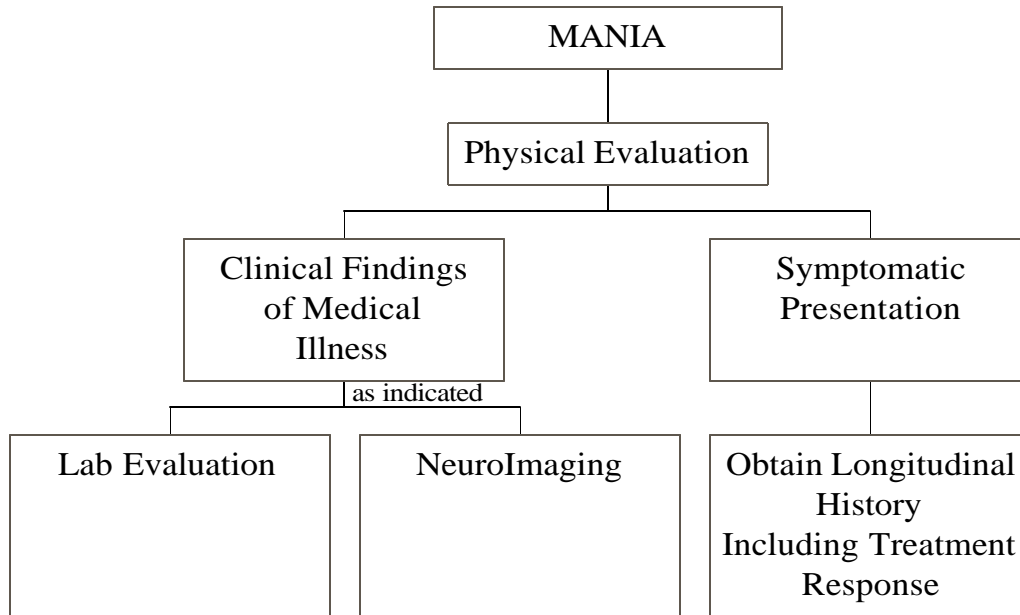 MANIA
Physical Evaluation
Clinical Findings
of Medical
Illness
Symptomatic
Presentation
as indicated
Lab Evaluation
NeuroImaging
Obtain Longitudinal
History
Including Treatment
Response